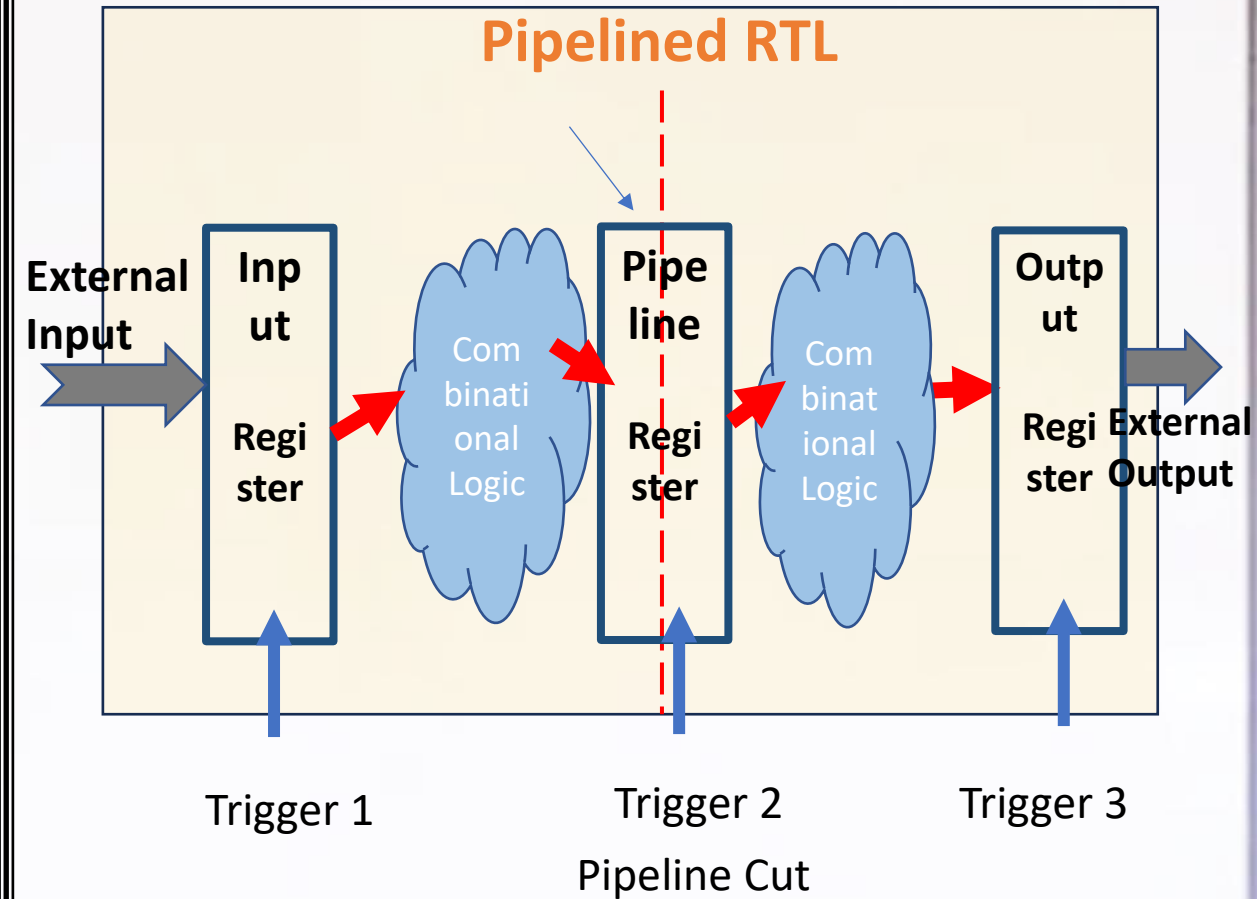 Pipelined RTL
External
Input
Inp
ut
Regi
ster
Com
binati
onal
Logic
Pipe
line
Regi
ster
Com
binat
ional
Logic
Outp
ut
Regi
ster
External
Output
Trigger 1
Trigger 2
Trigger 3
Pipeline Cut